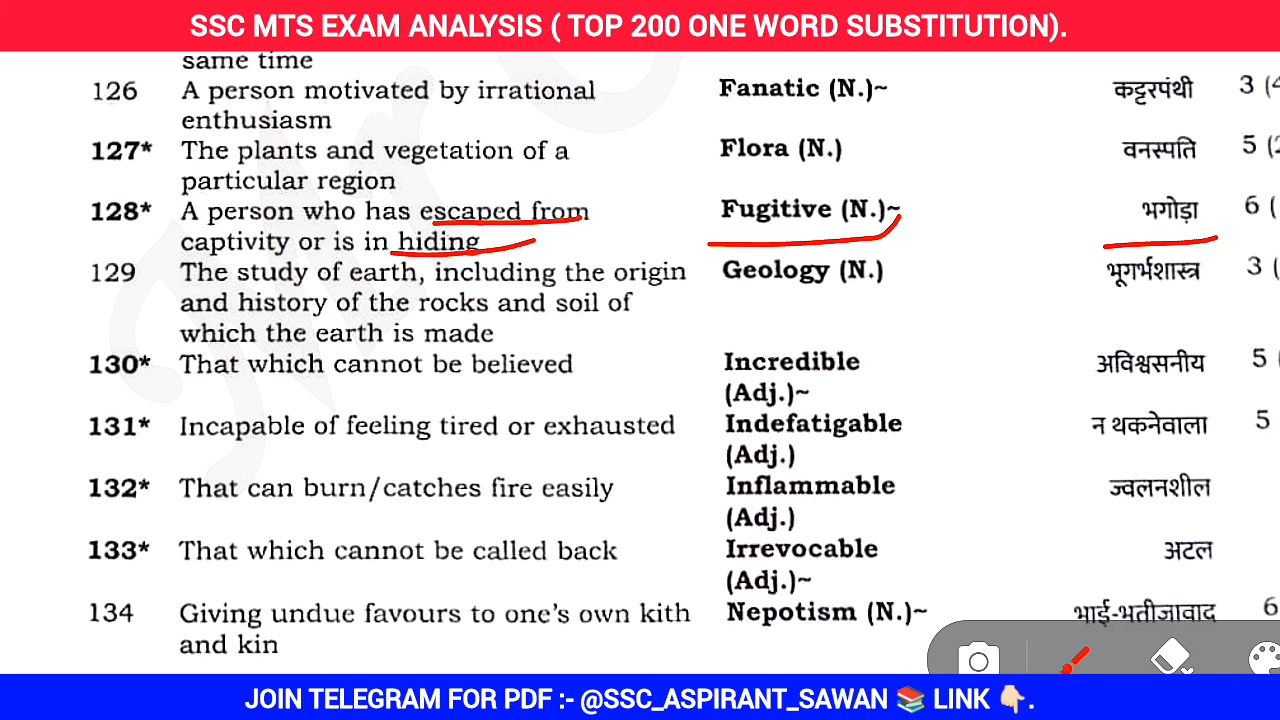 SSC MTS EXAM ANALYSIS ( TOP 200 ONE WORD SUBSTITUTION).
same time
126 A person motivated by irrational Fanatic (N.)~ कट्टरपंथी 3 (4
enthusiasm
127* The plants and vegetation of a Flora (N.) वनस्पति 5 (2
particular region
128* A person who has escaped from Fugitive (N.)~ भगोड़ा 6 (
captivity or is in hiding
129 The study of earth, including the origin Geology (N.) भूगर्भशास्त्र 3 (
and history of the rocks and soil of
which the earth is made
130* That which cannot be believed Incredible अविश्वसनीय 5 (
(Adj.)~
131* Incapable of feeling tired or exhausted Indefatigable न थकनेवाला 5
(Adj.)
132* That can burn/catches fire easily Inflammable ज्वलनशील
(Adj.)
133* That which cannot be called back Irrevocable अटल
(Adj.)~
134 Giving undue favours to one's own kith Nepotism (N.)~ भाई-भतीजावाद 6
and kin
JOIN TELEGRAM FOR PDF :- @SSC_ASPIRANT_SAWAN 📚 LINK 👇🏻.